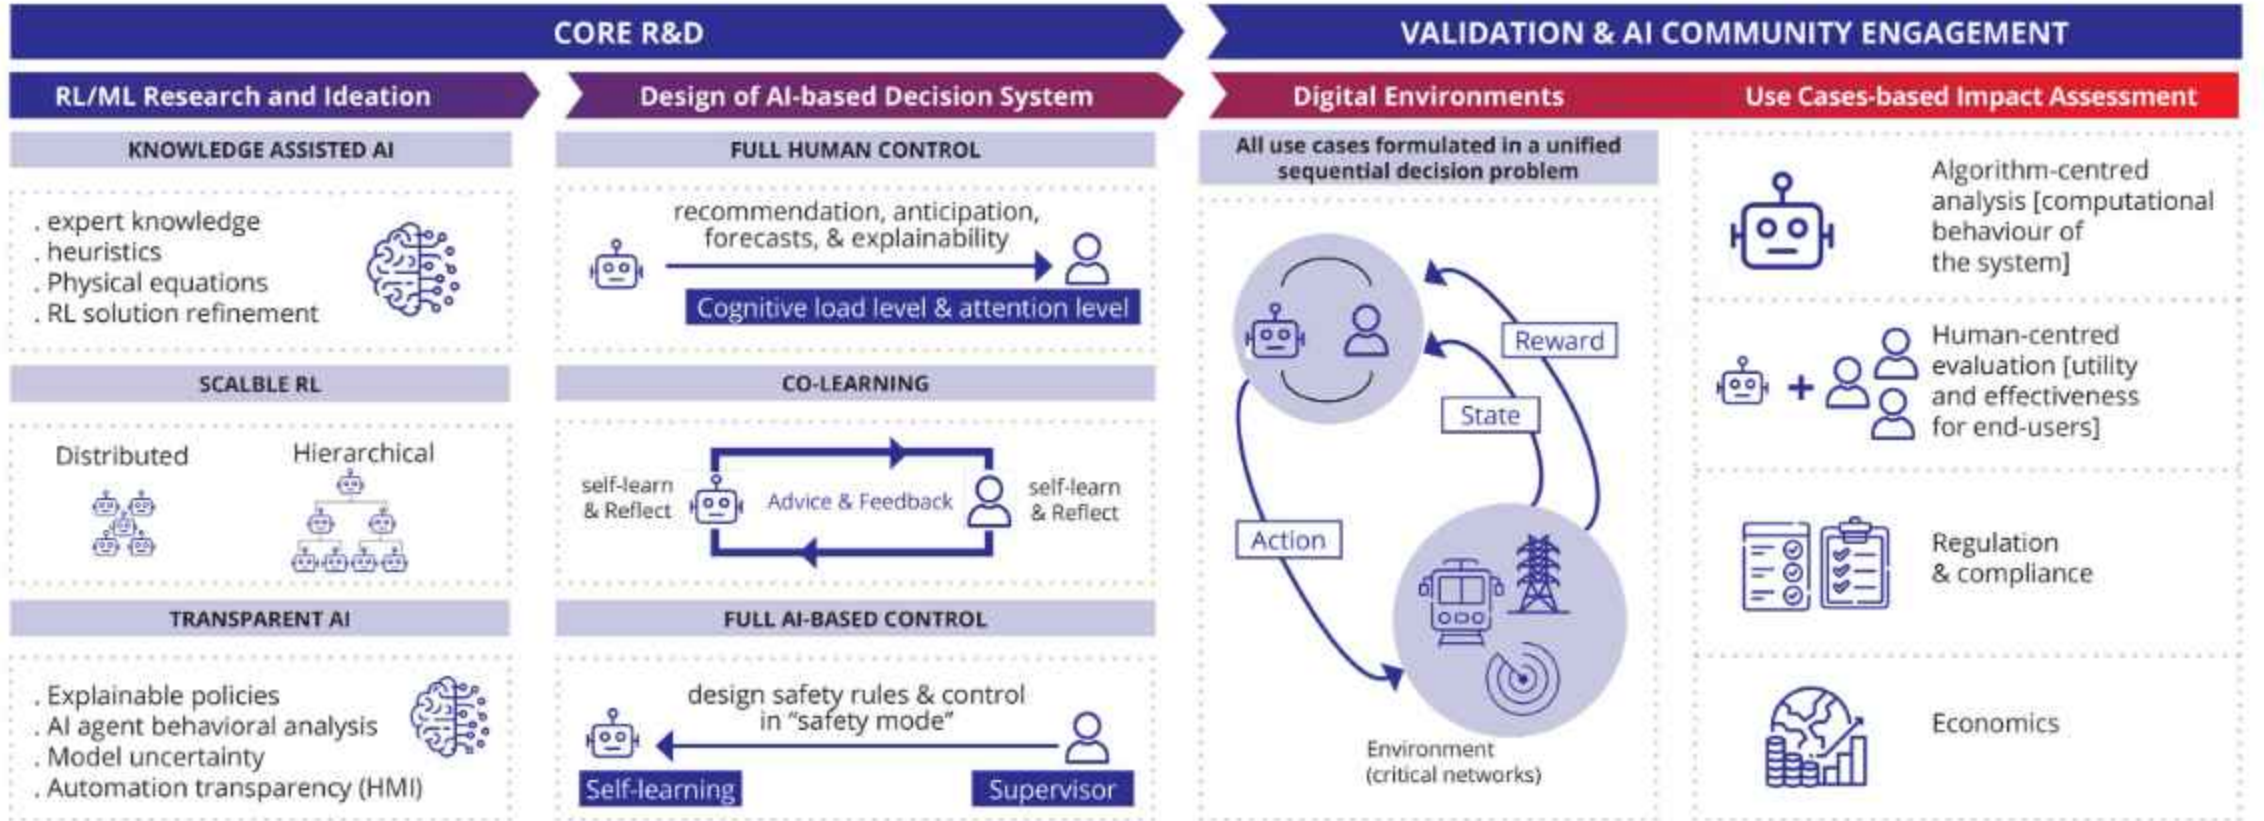 CORE R&D
VALIDATION & AI COMMUNITY ENGAGEMENT
RL/ML Research and Ideation
Design of AI-based Decision System
Digital Environments
Use Cases-based Impact Assessment
KNOWLEDGE ASSISTED AI
. expert knowledge
. heuristics
. Physical equations
. RL solution refinement
SCALBLE RL
Distributed
Hierarchical
TRANSPARENT AI
. Explainable policies
. AI agent behavioral analysis
. Model uncertainty
. Automation transparency (HMI)
FULL HUMAN CONTROL
recommendation, anticipation,
forecasts, & explainability
Cognitive load level & attention level
CO-LEARNING
self-learn
& Reflect
Advice & Feedback
self-learn
& Reflect
FULL AI-BASED CONTROL
design safety rules & control
in "safety mode"
Self-learning
Supervisor
All use cases formulated in a unified
sequential decision problem
Reward
State
Action
Environment
(critical networks)
Algorithm-centred
analysis [computational
behaviour of
the system]
Human-centred
evaluation [utility
and effectiveness
for end-users]
Regulation
& compliance
Economics